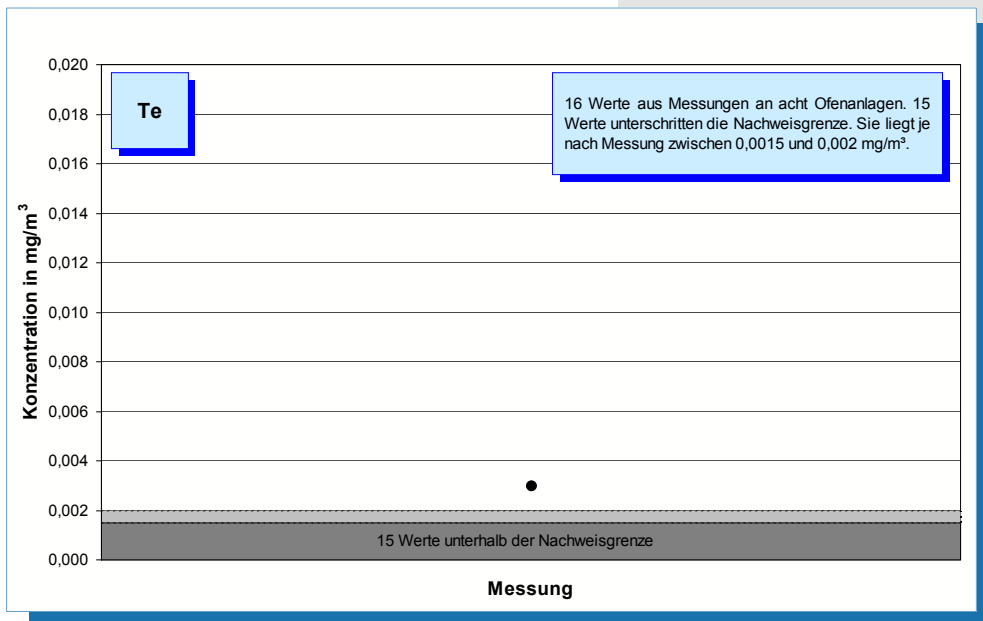 Te
16 Werte aus Messungen an acht Ofenanlagen. 15
Werte unterschritten die Nachweisgrenze. Sie liegt je
nach Messung zwischen 0,0015 und 0,002 mg/m³.
Konzentration in mg/m³
0,020
0,018
0,016
0,014
0,012
0,010
0,008
0,006
0,004
0,002
0,000
15 Werte unterhalb der Nachweisgrenze
Messung